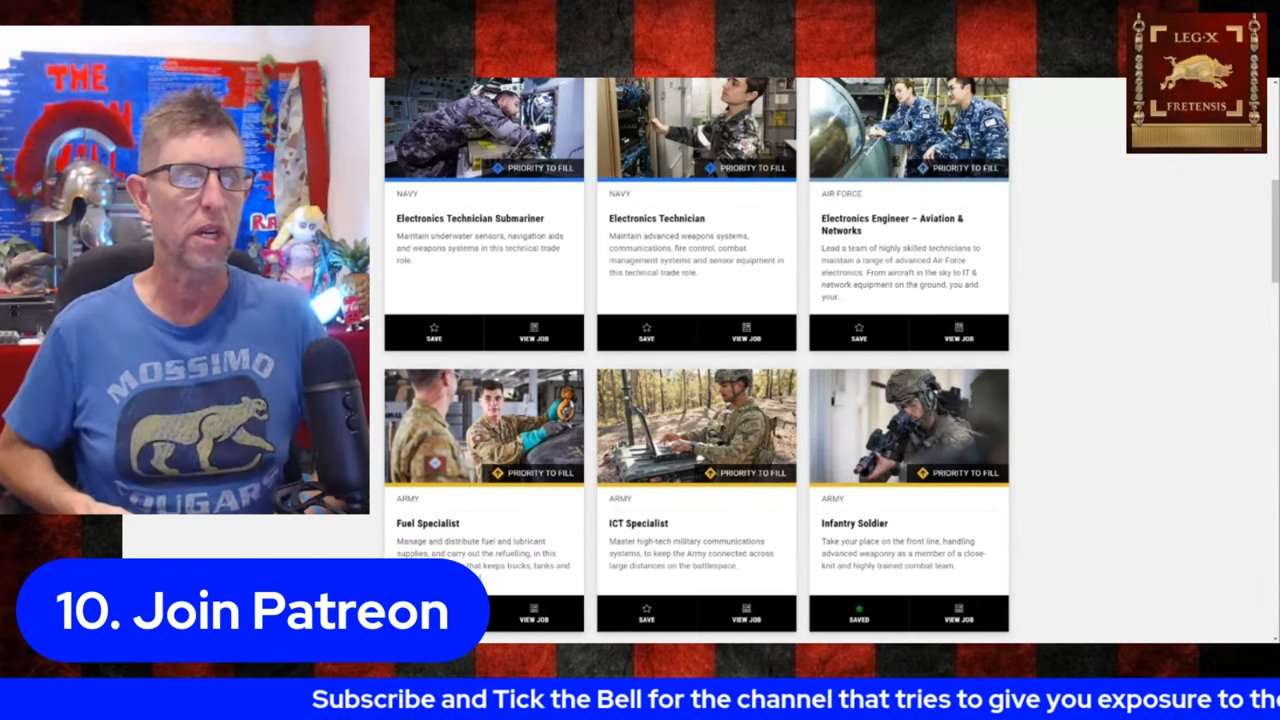 THE
LEG·X
FRETENSIS
PRIORITY TO FILL
PRIORITY TO FILL
PRIORITY TO FILL
NAVY
NAVY
AIR FORCE
Electronics Technician Submariner
Maintain underwater sensors, navigation aids
and weapons systems in this technical trade
role.
Electronics Technician
Maintain advanced weapons systems,
communications, fire control, combat
management systems and sensor equipment in
this technical trade role.
Electronics Engineer – Aviation &
Networks
Lead a team of highly skilled technicians to
maintain a range of advanced Air Force
electronics. From aircraft in the sky to IT &
network equipment on the ground, you and
your...
SAVE
VIEW JOB
SAVE
VIEW JOB
SAVE
VIEW JOB
MOSSIMO
COUGARS
PRIORITY TO FILL
PRIORITY TO FILL
PRIORITY TO FILL
ARMY
ARMY
ARMY
Fuel Specialist
Manage and distribute fuel and lubricant
supplies, and carry out the refuelling, in this
that keeps trucks, tanks and
ICT Specialist
Master high-tech military communications
systems, to keep the Army connected across
large distances on the battlespace.
Infantry Soldier
Take your place on the front line, handling
advanced weaponry as a member of a close-
knit and highly trained combat team.
VIEW JOB
SAVE
VIEW JOB
SAVED
VIEW JOB
10. Join Patreon
Subscribe and Tick the Bell for the channel that tries to give you exposure to the